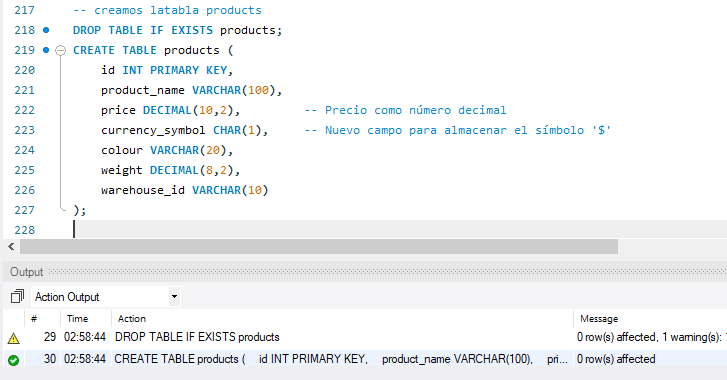 217 -- creamos latabla products
218 DROP TABLE IF EXISTS products;
219 CREATE TABLE products (
220 id INT PRIMARY KEY,
221 product_name VARCHAR(100),
222 price DECIMAL(10,2), -- Precio como número decimal
223 currency_symbol CHAR(1), -- Nuevo campo para almacenar el símbolo '$'
224 colour VARCHAR(20),
225 weight DECIMAL(8,2),
226 warehouse_id VARCHAR(10)
227 );
228
Output
Action Output
# Time Action Message
29 02:58:44 DROP TABLE IF EXISTS products 0 row(s) affected, 1 warning(s):
30 02:58:44 CREATE TABLE products ( id INT PRIMARY KEY, product_name VARCHAR(100), pri... 0 row(s) affected